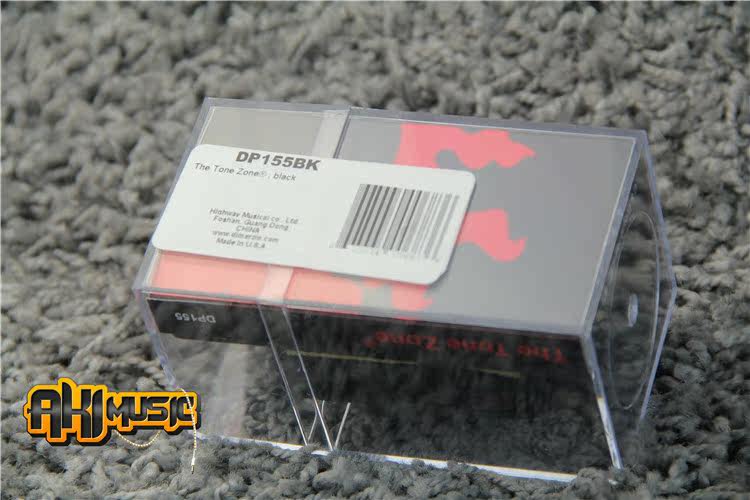 DP155BK
The Tone Zone®, black
Highway Musical co., Ltd
Foshan, Guang Dong,
CHINA
www.dimarzio.com
Made In U.S.A
DP155
The Tone Zone®
AKI MUSIC